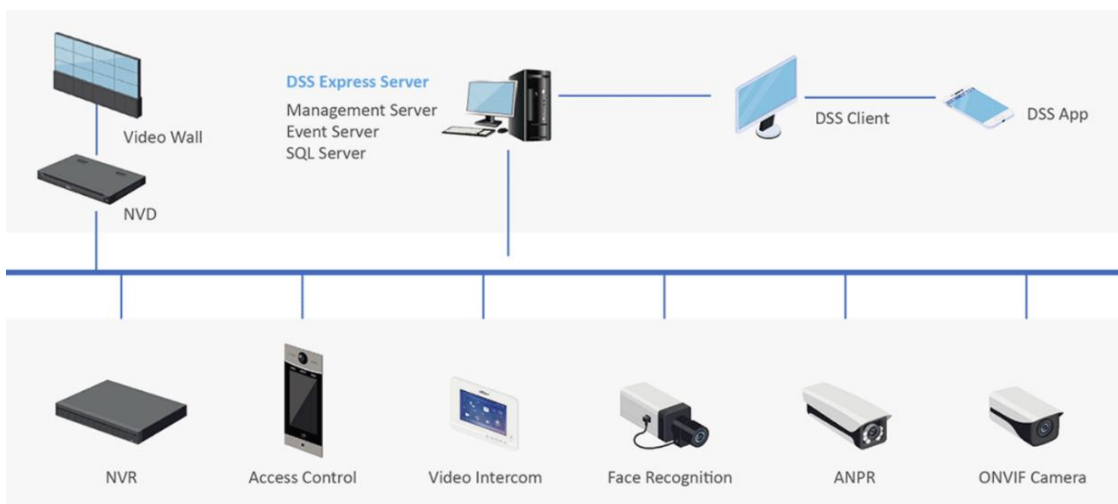 Video Wall
NVD
DSS Express Server
Management Server
Event Server
SQL Server
DSS Client
DSS App
NVR
Access Control
Video Intercom
Face Recognition
ANPR
ONVIF Camera